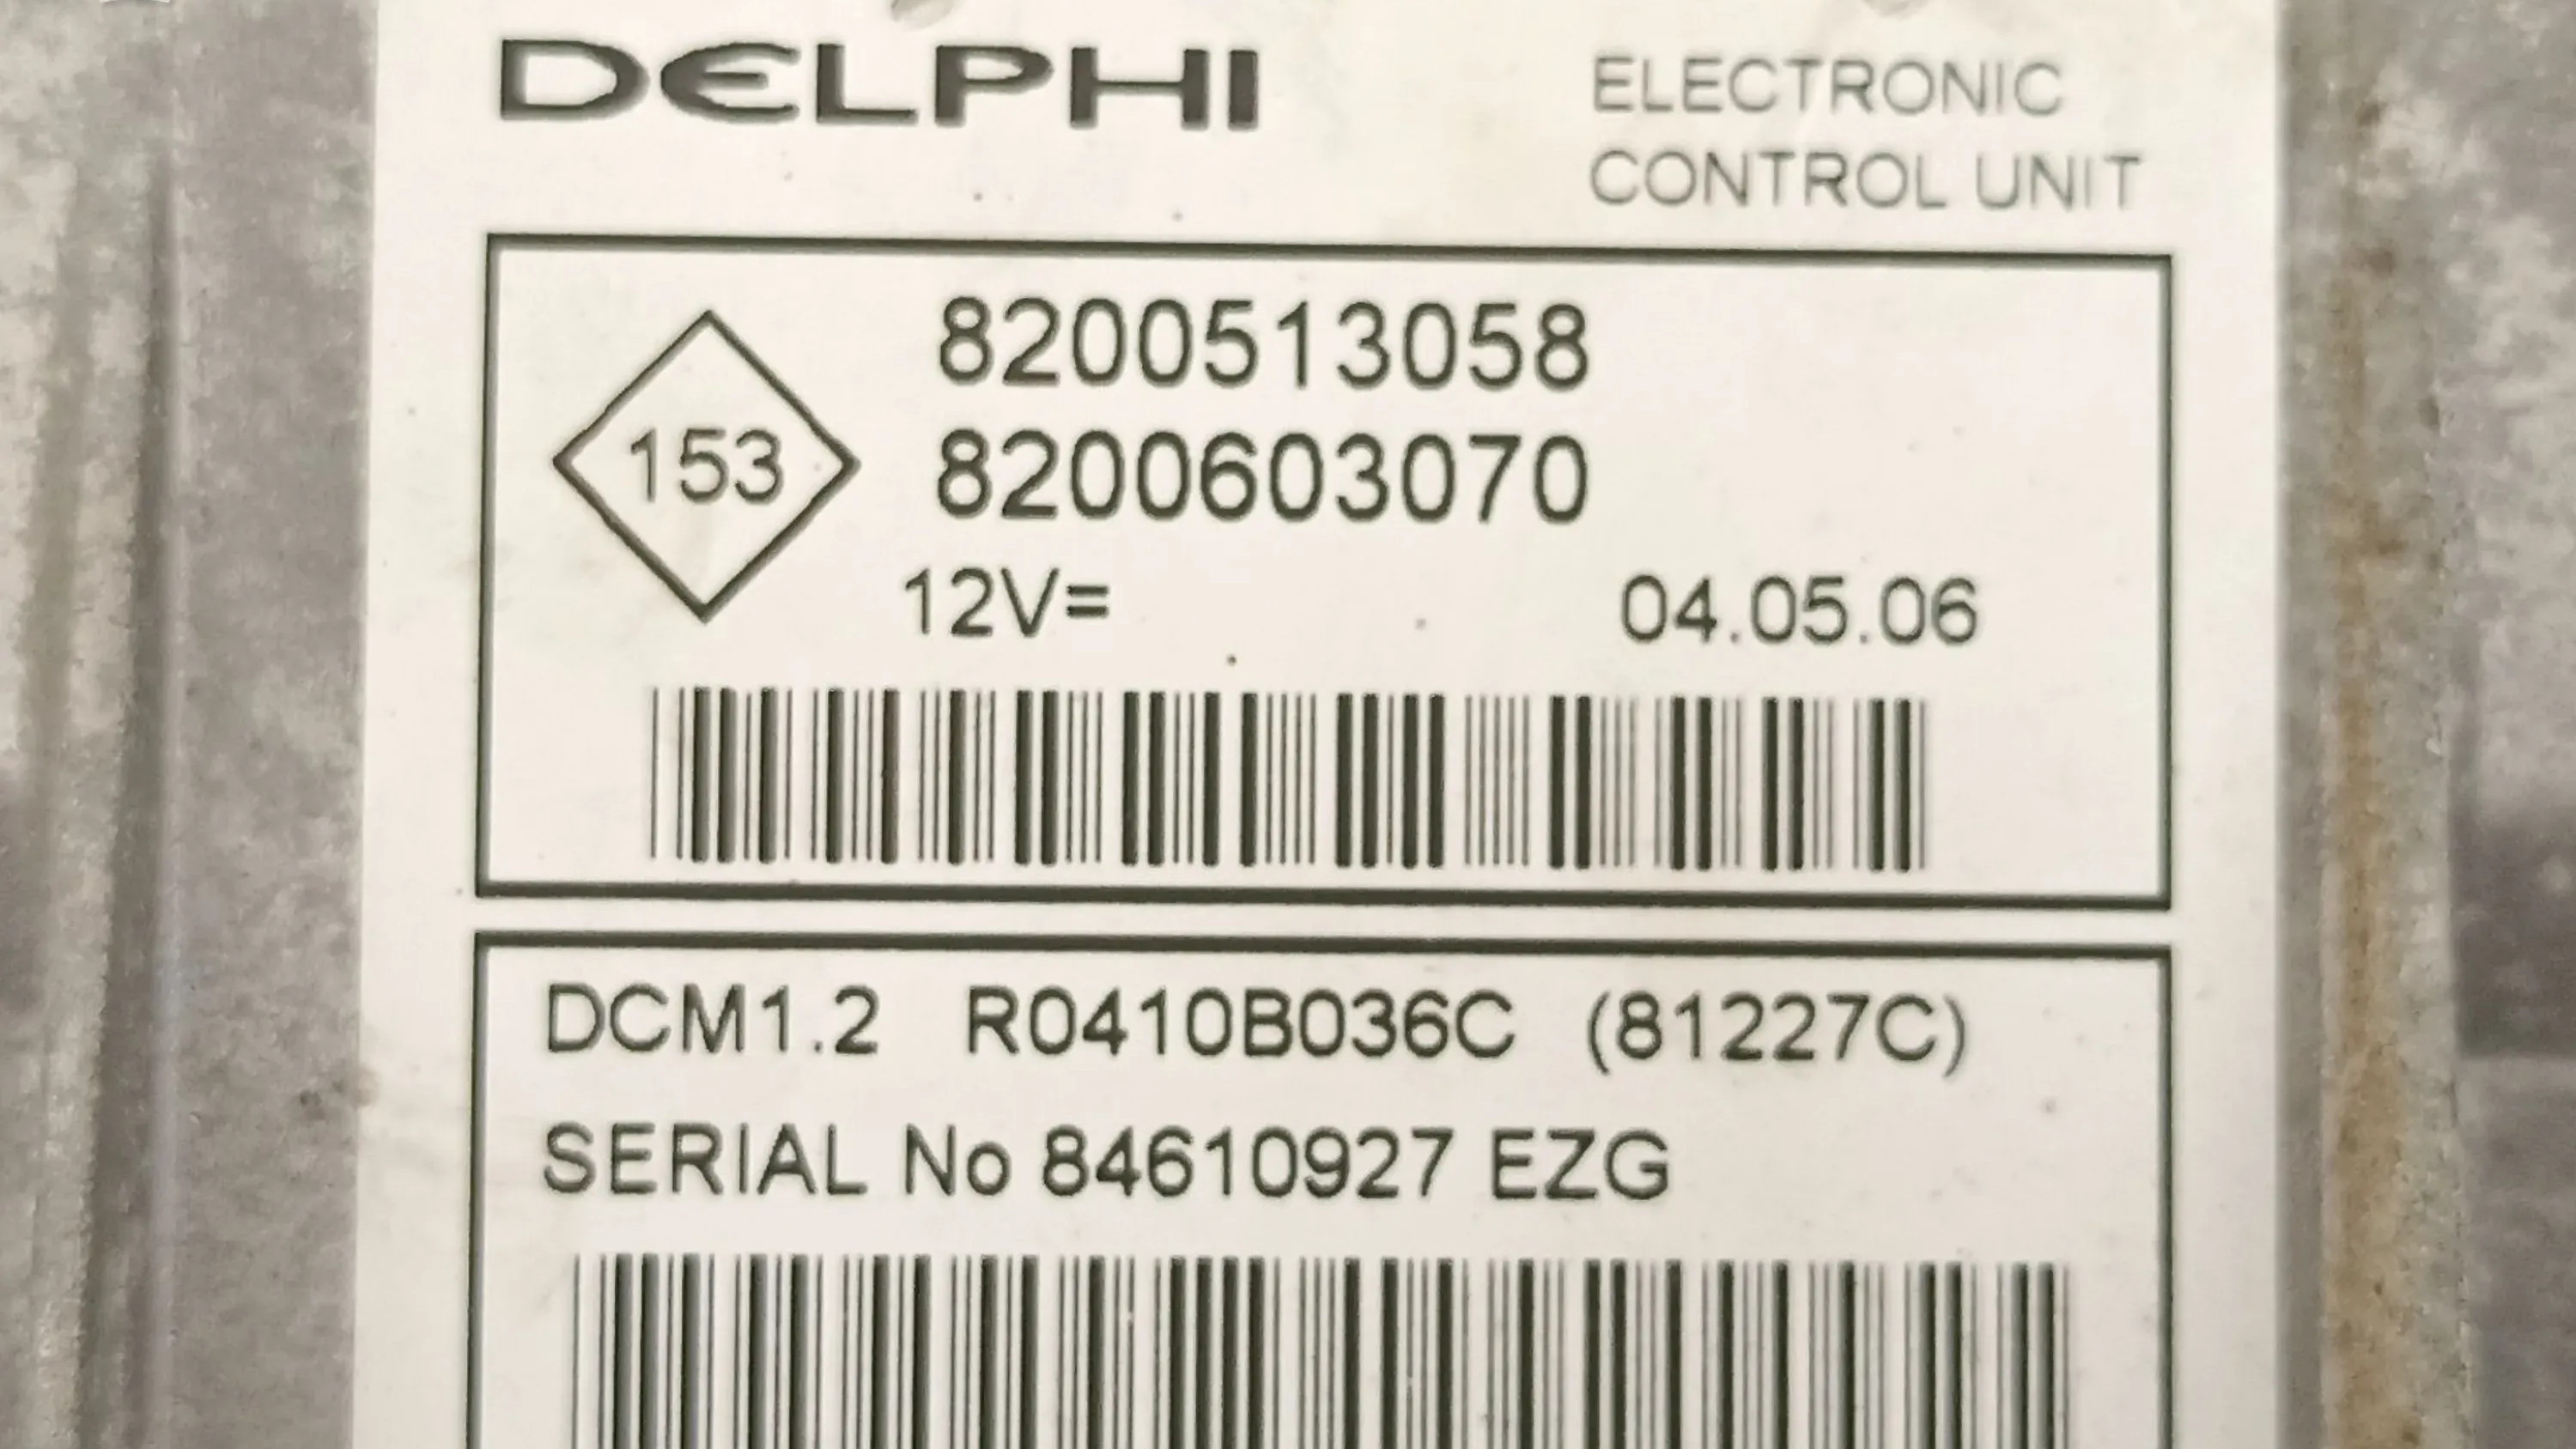 DELPHI
ELECTRONIC
CONTROL UNIT
153
8200513058
8200603070
12V=
04.05.06
DCM1.2 R0410B036C (81227C)
SERIAL No 84610927 EZG